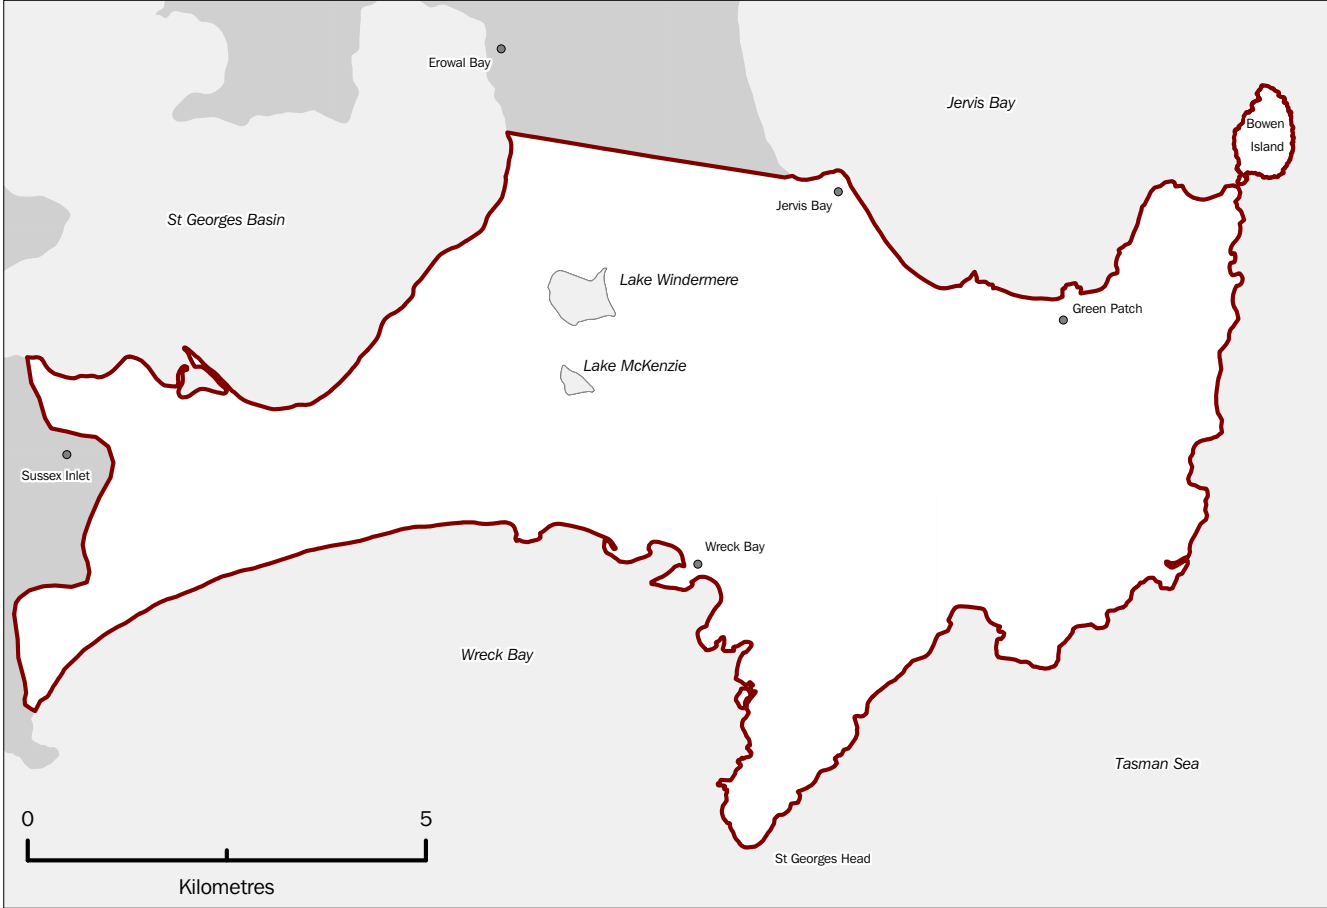 Erowal Bay
Jervis Bay
Bowen
Island
Jervis Bay
St Georges Basin
Lake Windermere
Green Patch
Lake McKenzie
Sussex Inlet
Wreck Bay
Wreck Bay
Tasman Sea
0 5
Kilometres
St Georges Head